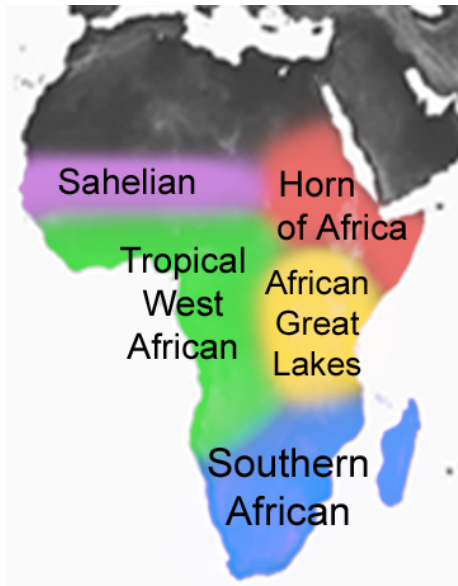 Sahelian
Horn
of Africa
Tropical
West
African
African
Great
Lakes
Southern
African